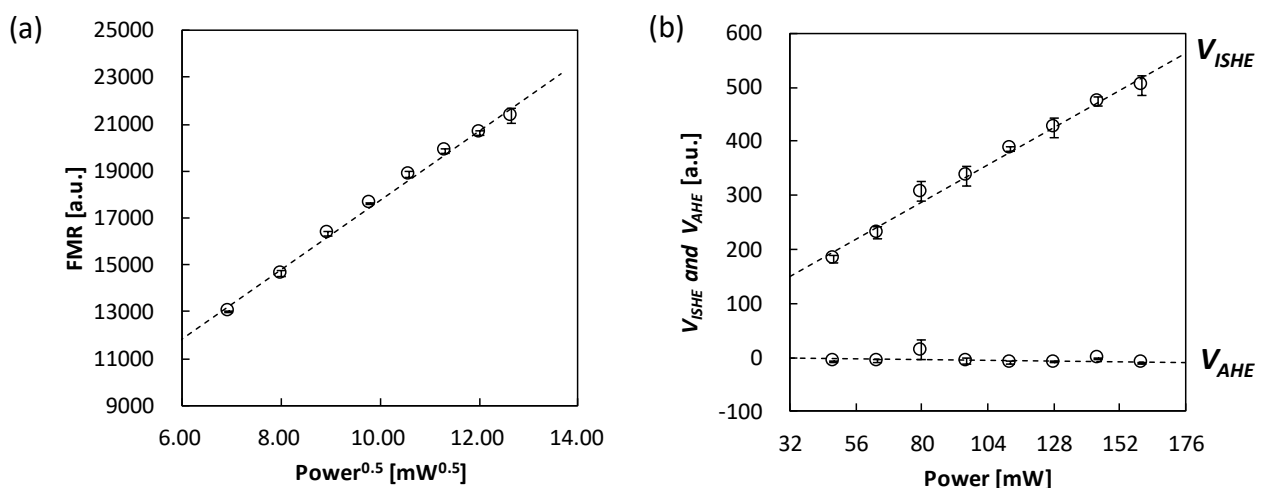 (a)
25000
23000
21000
19000
17000
15000
13000
11000
9000
FMR [a.u.]
6.00 8.00 10.00 12.00 14.00
Power0.5 [mW0.5]
(b)
600
500
400
300
200
100
0
-100
VISHE and VAHE [a.u.]
32 56 80 104 128 152 176
Power [mW]
VISHE
VAHE